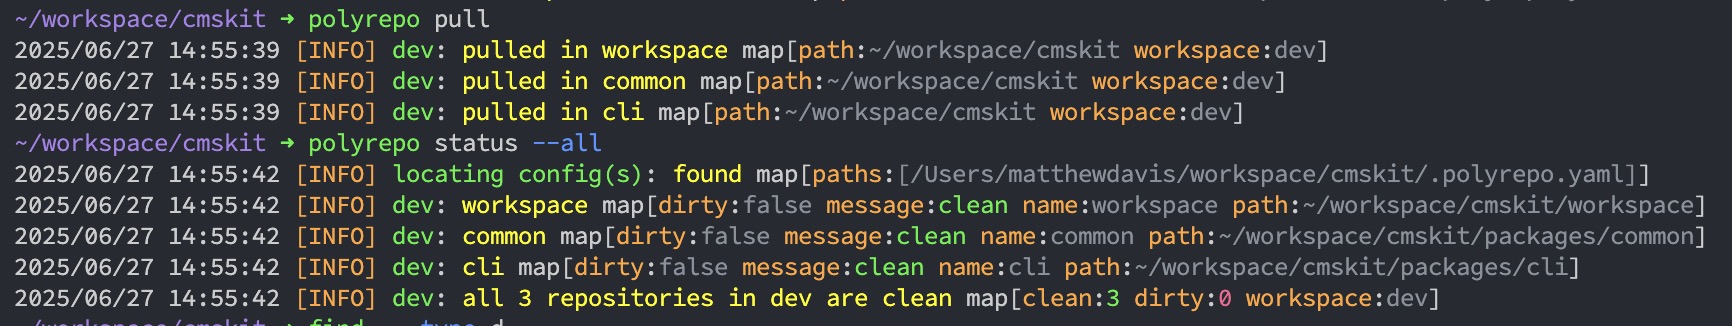 ~/workspace/cmskit ➜ polyrepo pull
2025/06/27 14:55:39 [INFO] dev: pulled in workspace map[path:~/workspace/cmskit workspace:dev]
2025/06/27 14:55:39 [INFO] dev: pulled in common map[path:~/workspace/cmskit workspace:dev]
2025/06/27 14:55:39 [INFO] dev: pulled in cli map[path:~/workspace/cmskit workspace:dev]
~/workspace/cmskit ➜ polyrepo status --all
2025/06/27 14:55:42 [INFO] locating config(s): found map[paths:[/Users/matthewdavis/workspace/cmskit/.polyrepo.yaml]]
2025/06/27 14:55:42 [INFO] dev: workspace map[dirty:false message:clean name:workspace path:~/workspace/cmskit/workspace]
2025/06/27 14:55:42 [INFO] dev: common map[dirty:false message:clean name:common path:~/workspace/cmskit/packages/common]
2025/06/27 14:55:42 [INFO] dev: cli map[dirty:false message:clean name:cli path:~/workspace/cmskit/packages/cli]
2025/06/27 14:55:42 [INFO] dev: all 3 repositories in dev are clean map[clean:3 dirty:0 workspace:dev]